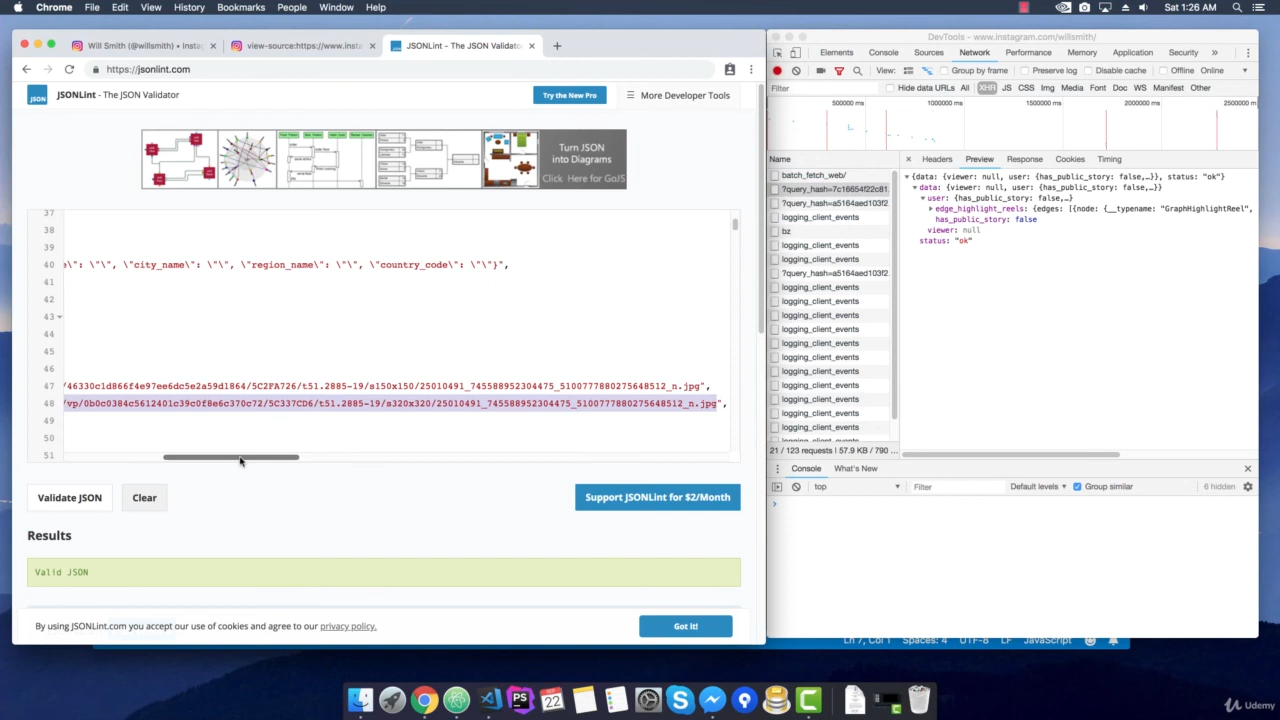 Chrome File Edit View History Bookmarks People Window Help
Sat 1:26 AM
Will Smith (@willsmith) • Insta
view-source:https://www.insta
JSONLint - The JSON Validato
https://jsonlint.com
JSON
JSONLint - The JSON Validator
Try the New Pro
More Developer Tools
Turn JSON
into Diagrams
Click Here for GoJS
37
38
39
40 e\": \"\", \"city_name\": \"\", \"region_name\": \"\", \"country_code\": \"\"}",
41
42
43
44
45
46
47 /46330c1d866f4e97ee6dc5e2a59d1864/5C2FA726/t51.2885-19/s150x150/25010491_745588952304475_5100777880275648512_n.jpg",
48 /vp/0b0c0384c5612401c39c0f8e6c370c72/5C337CD6/t51.2885-19/s320x320/25010491_745588952304475_5100777880275648512_n.jpg",
49
50
51
Validate JSON
Clear
Support JSONLint for $2/Month
Results
Valid JSON
By using JSONLint.com you accept our use of cookies and agree to our privacy policy.
Got it!
DevTools - www.instagram.com/willsmith/
Elements Console Sources Network Performance Memory Application Security »
View: Group by frame Preserve log Disable cache Offline Online
Filter Hide data URLs All XHR JS CSS Img Media Font Doc WS Manifest Other
500000 ms 1000000 ms 1500000 ms 2000000 ms 2500000 m
Name
batch_fetch_web/
?query_hash=7c16654f22c81
?query_hash=a5164aed103f2
logging_client_events
bz
logging_client_events
logging_client_events
?query_hash=a5164aed103f2
logging_client_events
logging_client_events
logging_client_events
logging_client_events
logging_client_events
logging_client_events
logging_client_events
logging_client_events
logging_client_events
logging_client_events
logging_client_events
logging_client_events
21 / 123 requests | 57.9 KB / 790 ...
× Headers Preview Response Cookies Timing
{data: {viewer: null, user: {has_public_story: false,…}}, status: "ok"}
data: {viewer: null, user: {has_public_story: false,…}}
user: {has_public_story: false,…}
edge_highlight_reels: {edges: [{node: {__typename: "GraphHighlightReel",
has_public_story: false
viewer: null
status: "ok"
Console What's New
top Filter Default levels Group similar 6 hidden
Ln 7, Col 1 Spaces: 4 UTF-8 LF JavaScript
PS
22
Udemy